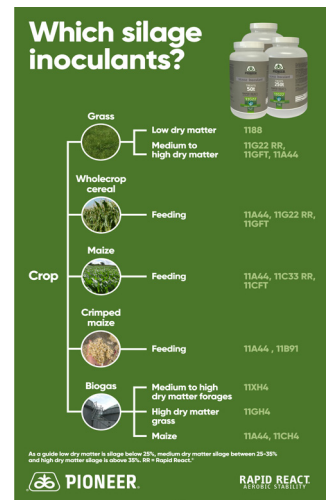 Which silage
inoculants?
Grass
Low dry matter 1188
Medium to
high dry matter
11G22 RR,
11GFT, 11A44
Wholecrop
cereal
Feeding
11A44, 11G22 RR,
11GFT
Crop
Maize
Feeding
11A44, 11C33 RR,
11CFT
Crimped
maize
Feeding 11A44 , 11B91
Biogas
Medium to high
dry matter forages
11XH4
High dry matter
grass
11GH4
Maize 11A44, 11CH4
As a guide low dry matter is silage below 25%, medium dry matter silage between 25-35%
and high dry matter silage is above 35%. RR = Rapid React.®
PIONEER.
RAPID REACT
AEROBIC STABILITY